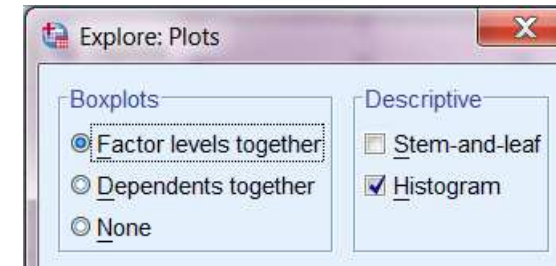 Explore: Plots
Boxplots
Factor levels together
Dependents together
None
Descriptive
Stem-and-leaf
Histogram